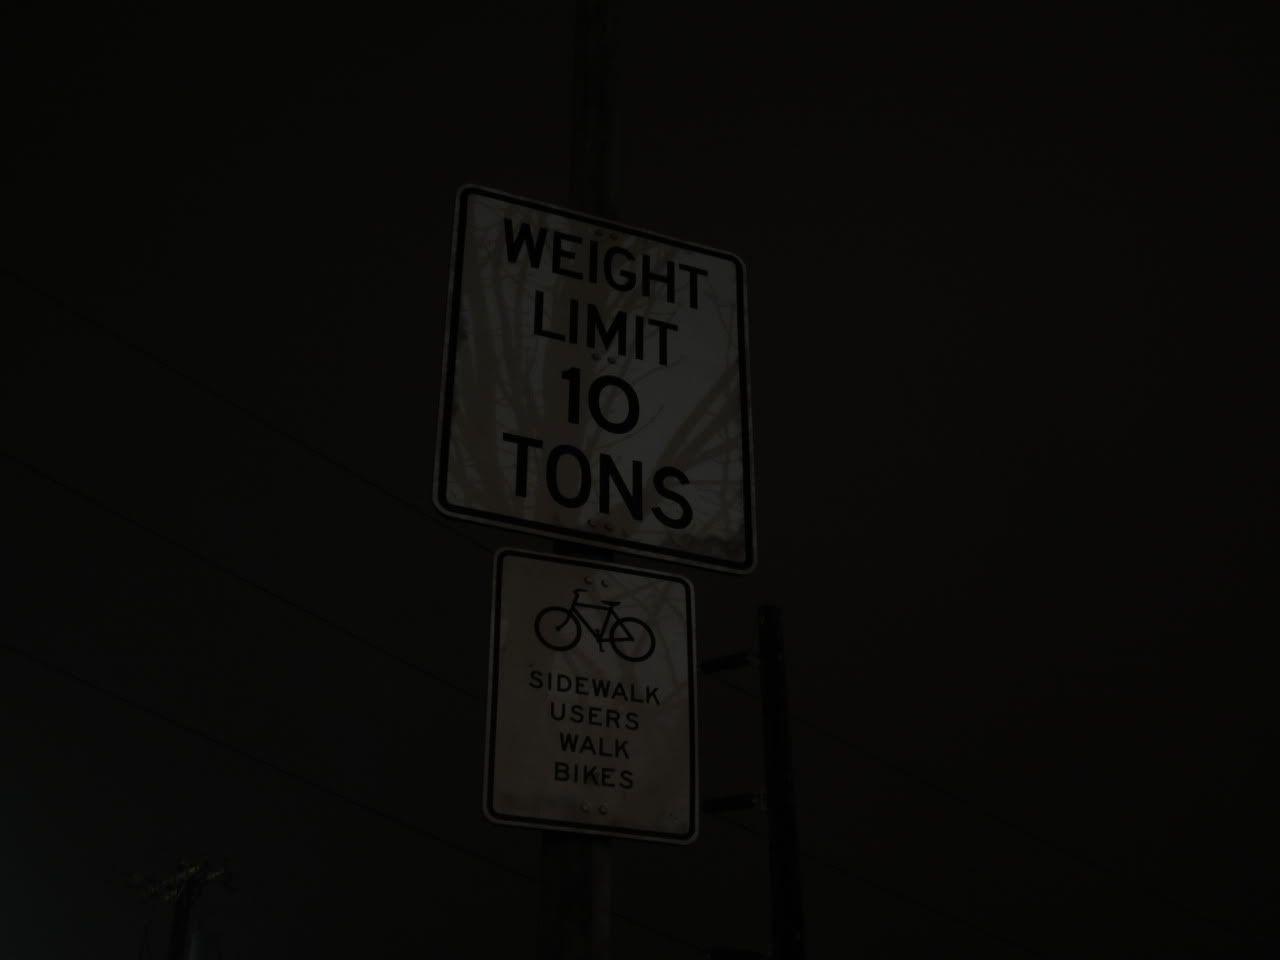 WEIGHT
LIMIT
10
TONS
SIDEWALK
USERS
WALK
BIKES